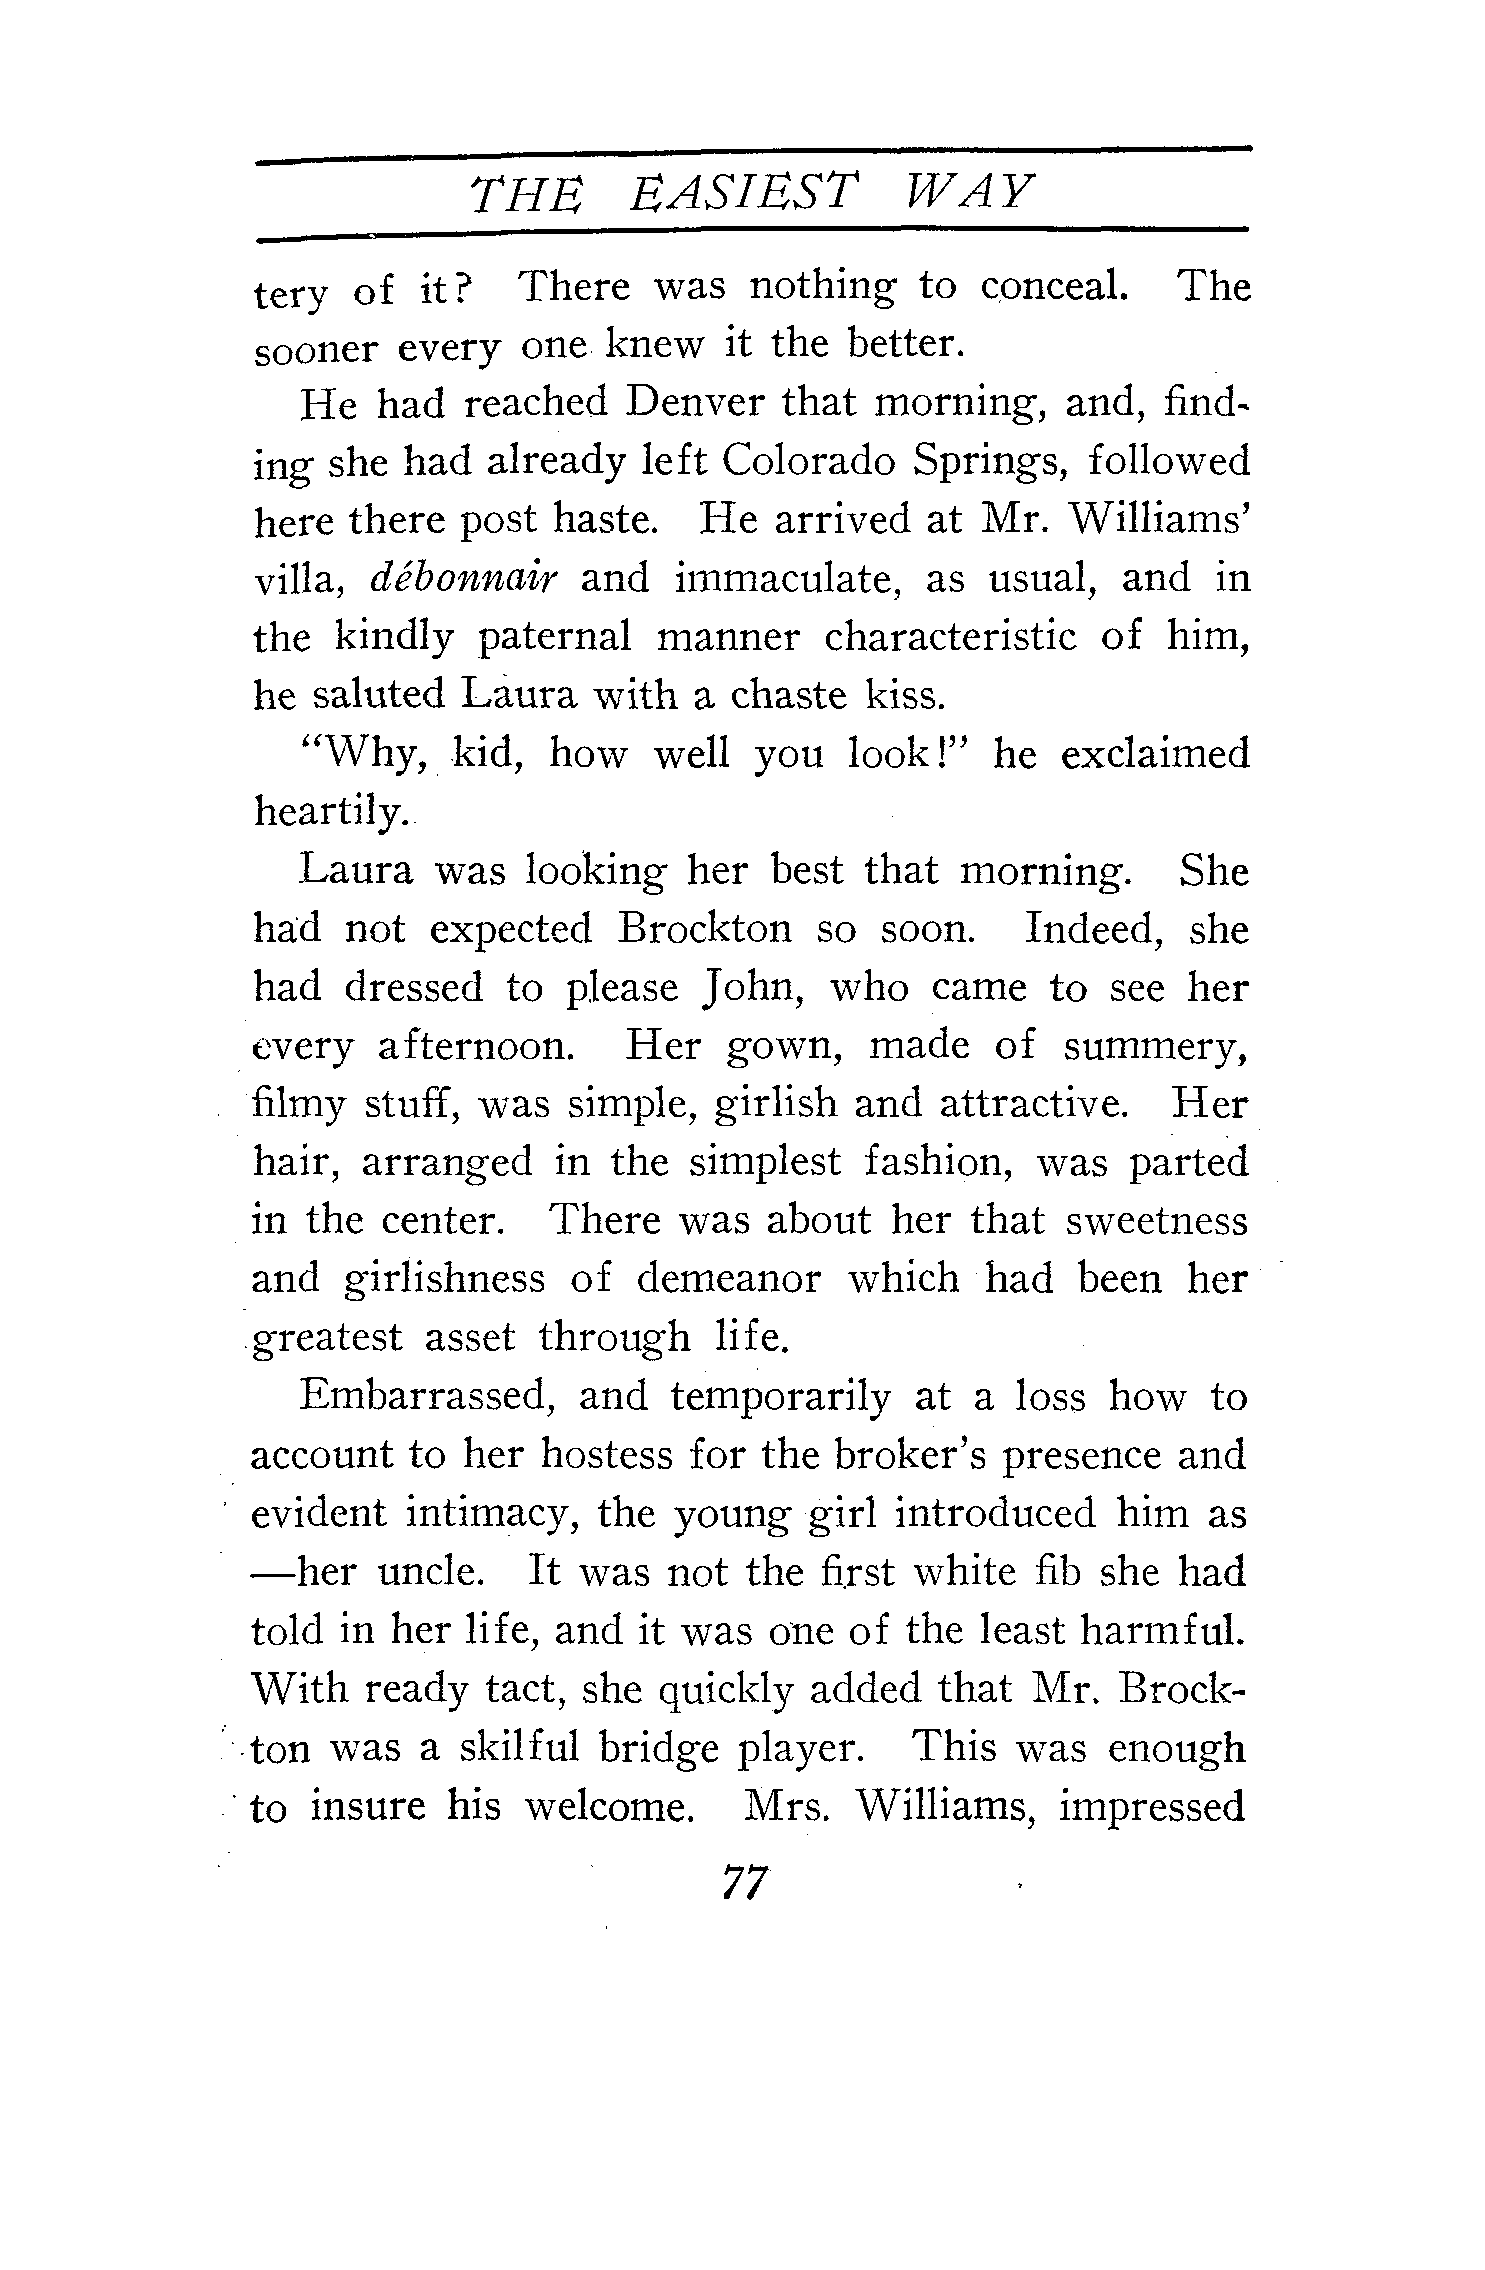 THE EASIEST WAY
tery of it? There was nothing to conceal. The
sooner every one knew it the better.
He had reached Denver that morning, and, find-
ing she had already left Colorado Springs, followed
here there post haste. He arrived at Mr. Williams'
villa, débonnair and immaculate, as usual, and in
the kindly paternal manner characteristic of him,
he saluted Laura with a chaste kiss.
"Why, kid, how well you look!" he exclaimed
heartily.
Laura was looking her best that morning. She
had not expected Brockton so soon. Indeed, she
had dressed to please John, who came to see her
every afternoon. Her gown, made of summery,
filmy stuff, was simple, girlish and attractive. Her
hair, arranged in the simplest fashion, was parted
in the center. There was about her that sweetness
and girlishness of demeanor which had been her
greatest asset through life.
Embarrassed, and temporarily at a loss how to
account to her hostess for the broker's presence and
evident intimacy, the young girl introduced him as
—her uncle. It was not the first white fib she had
told in her life, and it was one of the least harmful.
With ready tact, she quickly added that Mr. Brock-
ton was a skilful bridge player. This was enough
to insure his welcome. Mrs. Williams, impressed
77